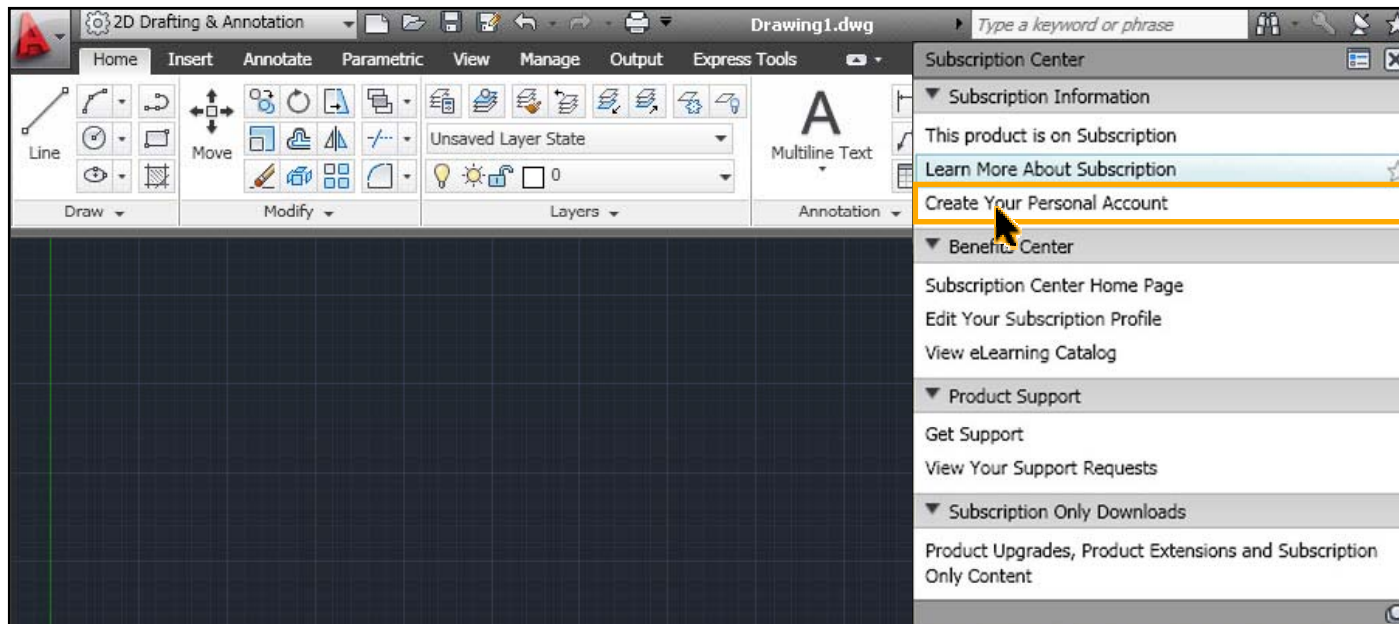 2D Drafting & Annotation
Drawing1.dwg
Type a keyword or phrase
Home Insert Annotate Parametric View Manage Output Express Tools
Line
Move
Unsaved Layer State
0
A
Multiline Text
Draw
Modify
Layers
Annotation
Subscription Center
Subscription Information
This product is on Subscription
Learn More About Subscription
Create Your Personal Account
Benefits Center
Subscription Center Home Page
Edit Your Subscription Profile
View eLearning Catalog
Product Support
Get Support
View Your Support Requests
Subscription Only Downloads
Product Upgrades, Product Extensions and Subscription
Only Content